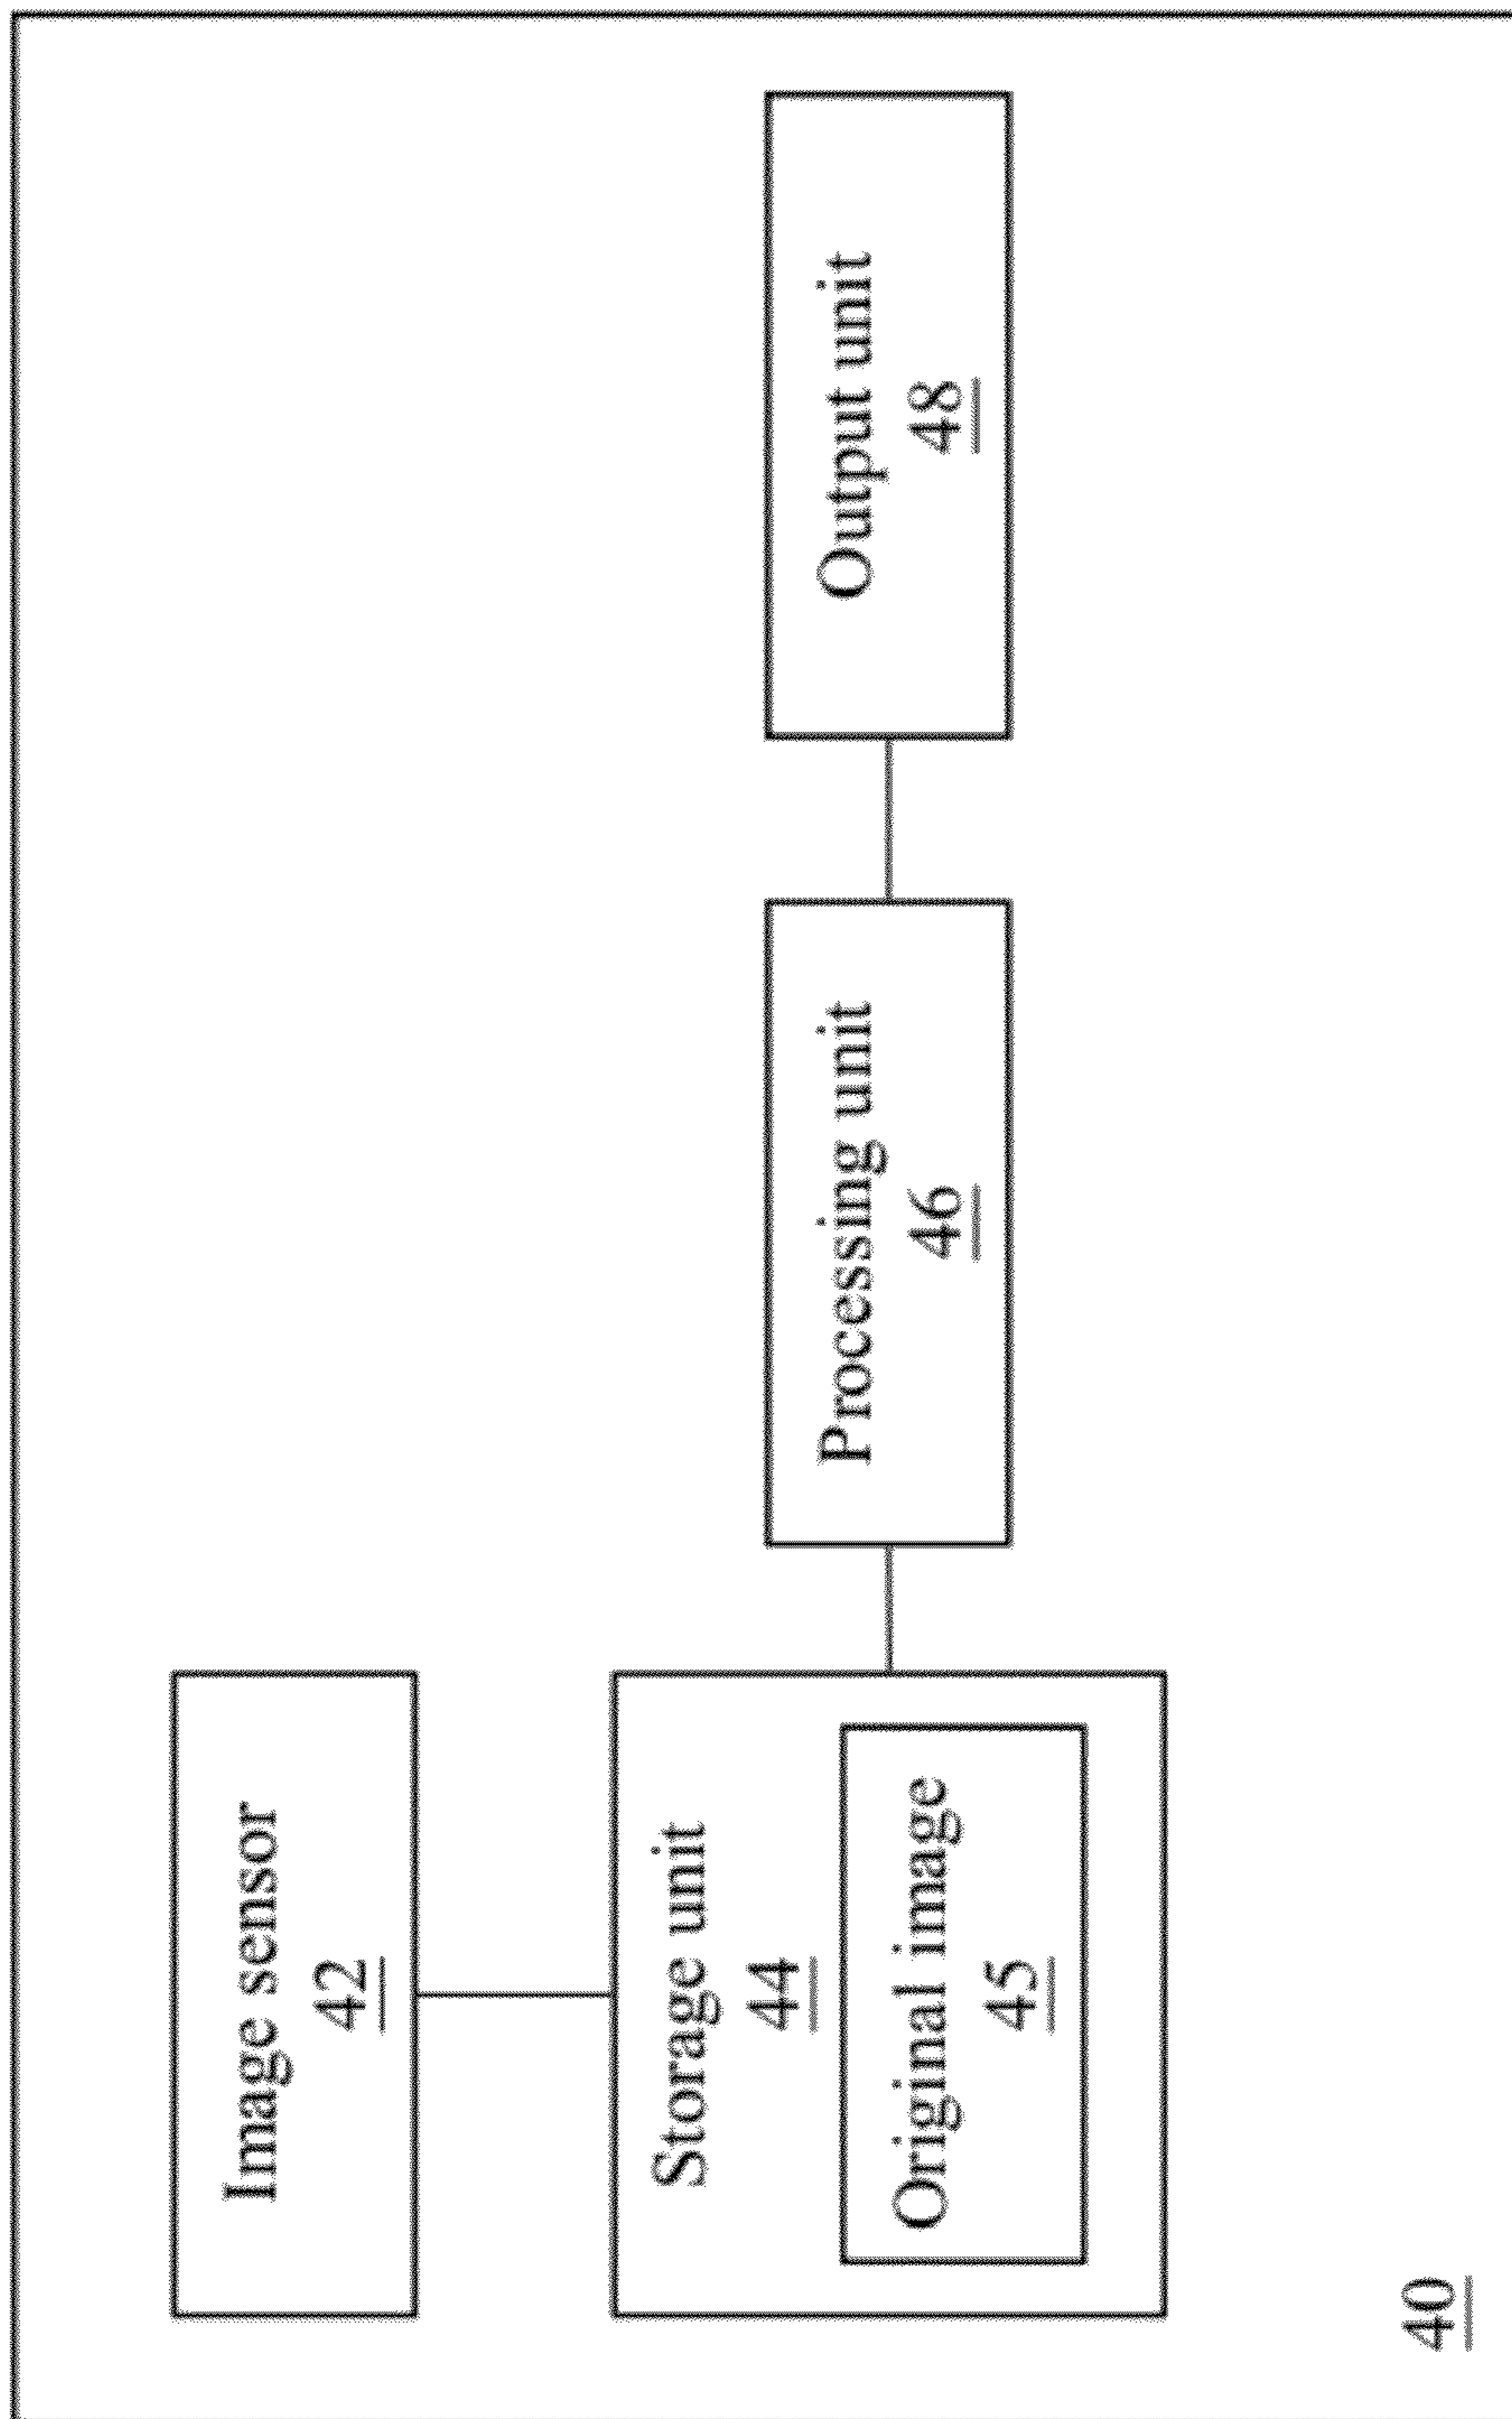 Image sensor
42
Storage unit
44
Original image
45
Processing unit
46
Output unit
48
40